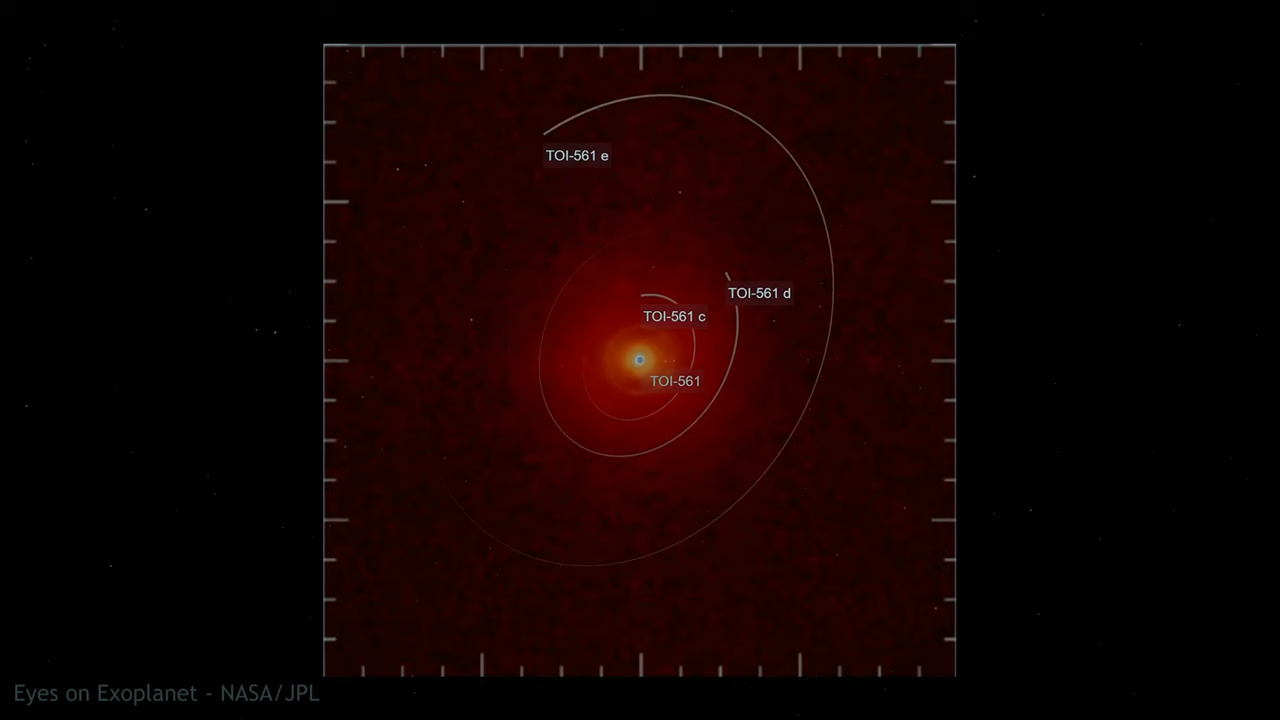 TOI-561 e
TOI-561 d
TOI-561 c
TOI-561
Eyes on Exoplanet - NASA/JPL